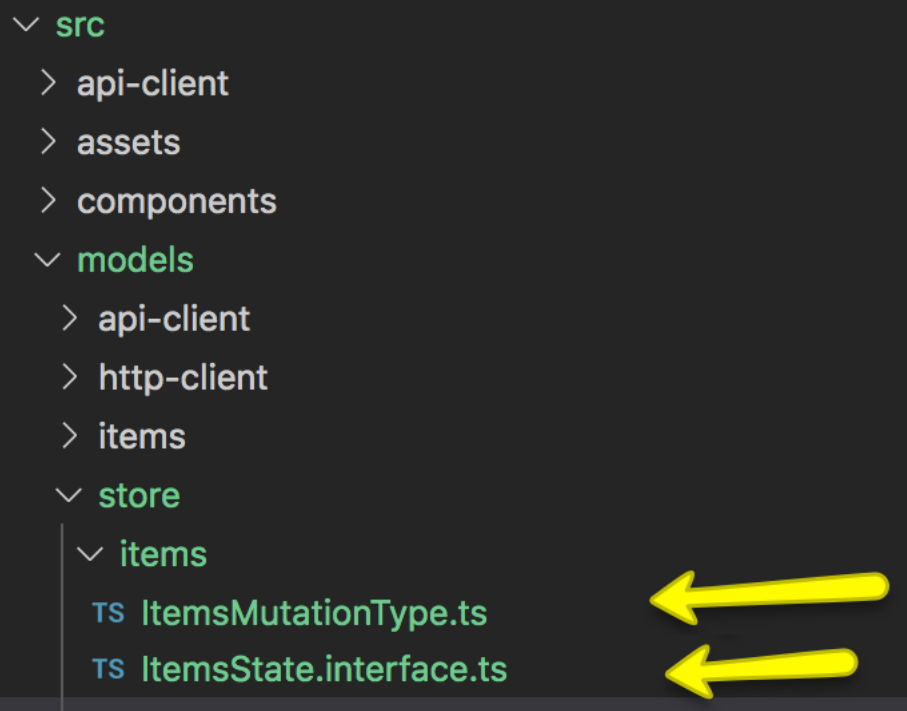 src
api-client
assets
components
models
api-client
http-client
items
store
items
TS ItemsMutationType.ts
TS ItemsState.interface.ts